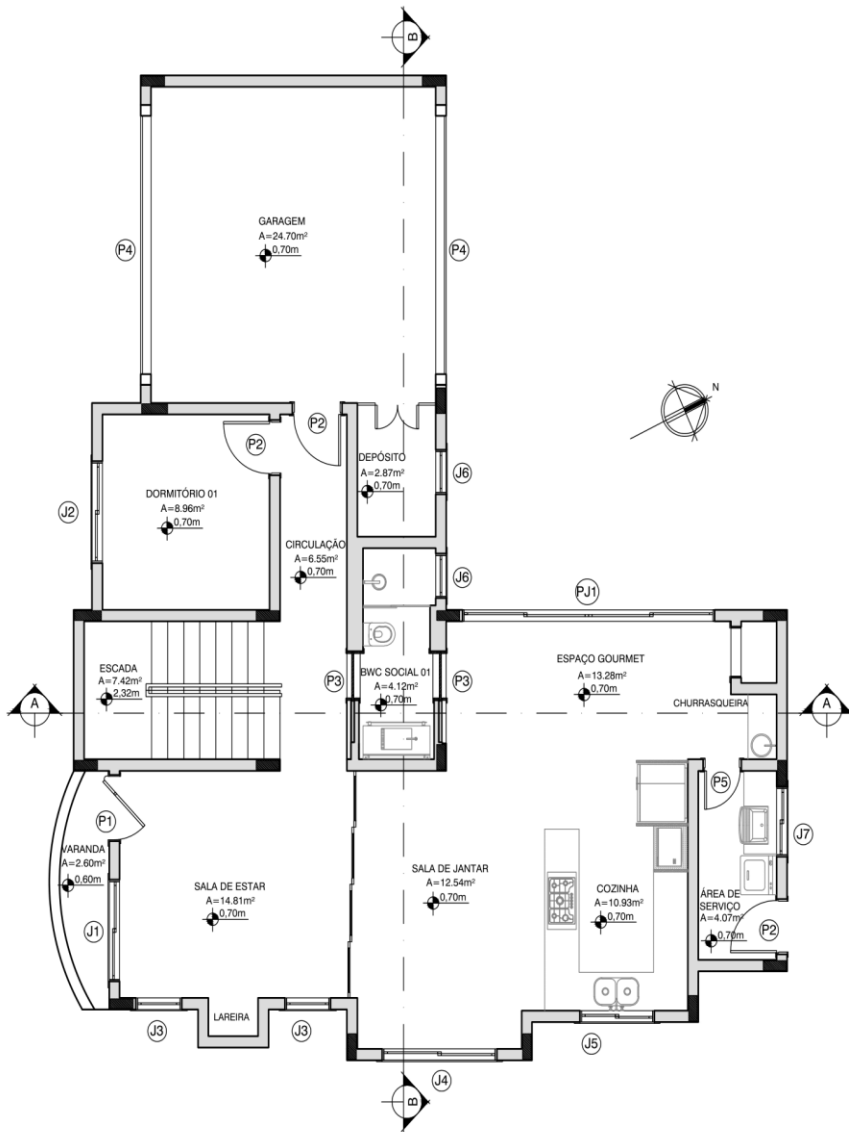 B
GARAGEM
A=24.70m²
0,70m
P4
P4
N
P2
P2
DEPÓSITO
A=2.87m²
0,70m
J6
DORMITÓRIO 01
A=8.96m²
0,70m
J2
CIRCULAÇÃO
A=6.55m²
0,70m
J6
PJ1
ESCADA
A=7.42m²
2,32m
P3
BWC SOCIAL 01
A=4.12m²
0,70m
P3
ESPAÇO GOURMET
A=13.28m²
0,70m
CHURRASQUEIRA
A
A
P5
P1
VARANDA
A=2.60m²
0,60m
J1
SALA DE ESTAR
A=14.81m²
0,70m
SALA DE JANTAR
A=12.54m²
0,70m
COZINHA
A=10.93m²
0,70m
ÁREA DE
SERVIÇO
A=4.07m²
0,70m
J7
P2
J3
LAREIRA
J3
J4
J5
B